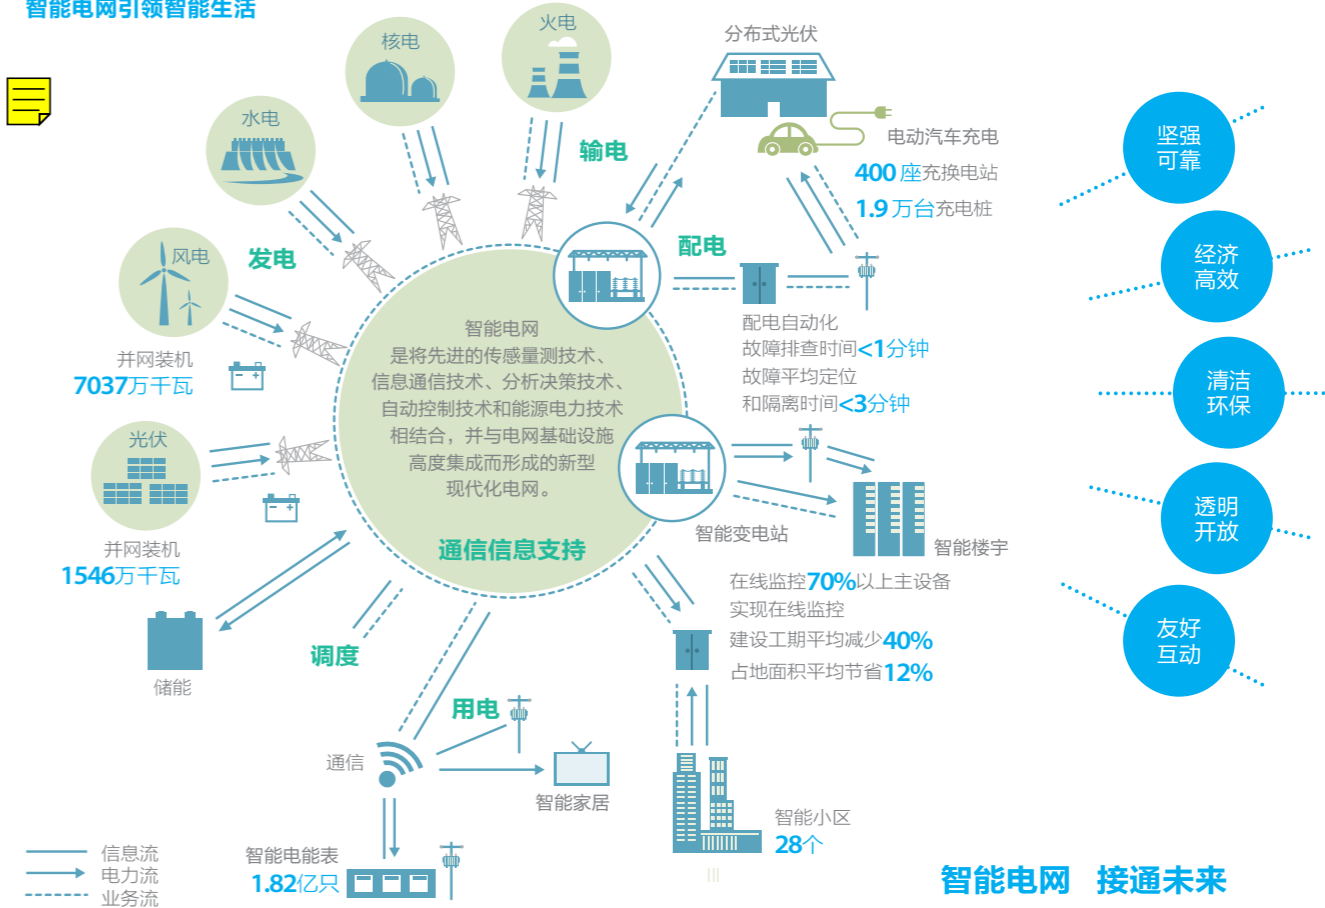 智能电网引领智能生活
火电
核电
水电
风电
光伏
发电
输电
配电
分布式光伏
电动汽车充电
400 座充换电站
1.9 万台充电桩
配电自动化
故障排查时间<1分钟
故障平均定位
和隔离时间<3分钟
并网装机
7037万千瓦
并网装机
1546万千瓦
储能
智能电网
是将先进的传感量测技术、
信息通信技术、分析决策技术、
自动控制技术和能源电力技术
相结合，并与电网基础设施
高度集成而形成的新型
现代化电网。
通信信息支持
智能变电站
智能楼宇
在线监控70%以上主设备
实现在线监控
建设工期平均减少40%
占地面积平均节省12%
调度
用电
通信
智能家居
智能电能表
1.82亿只
智能小区
28个
坚强
可靠
经济
高效
清洁
环保
透明
开放
友好
互动
信息流
电力流
业务流
智能电网 接通未来